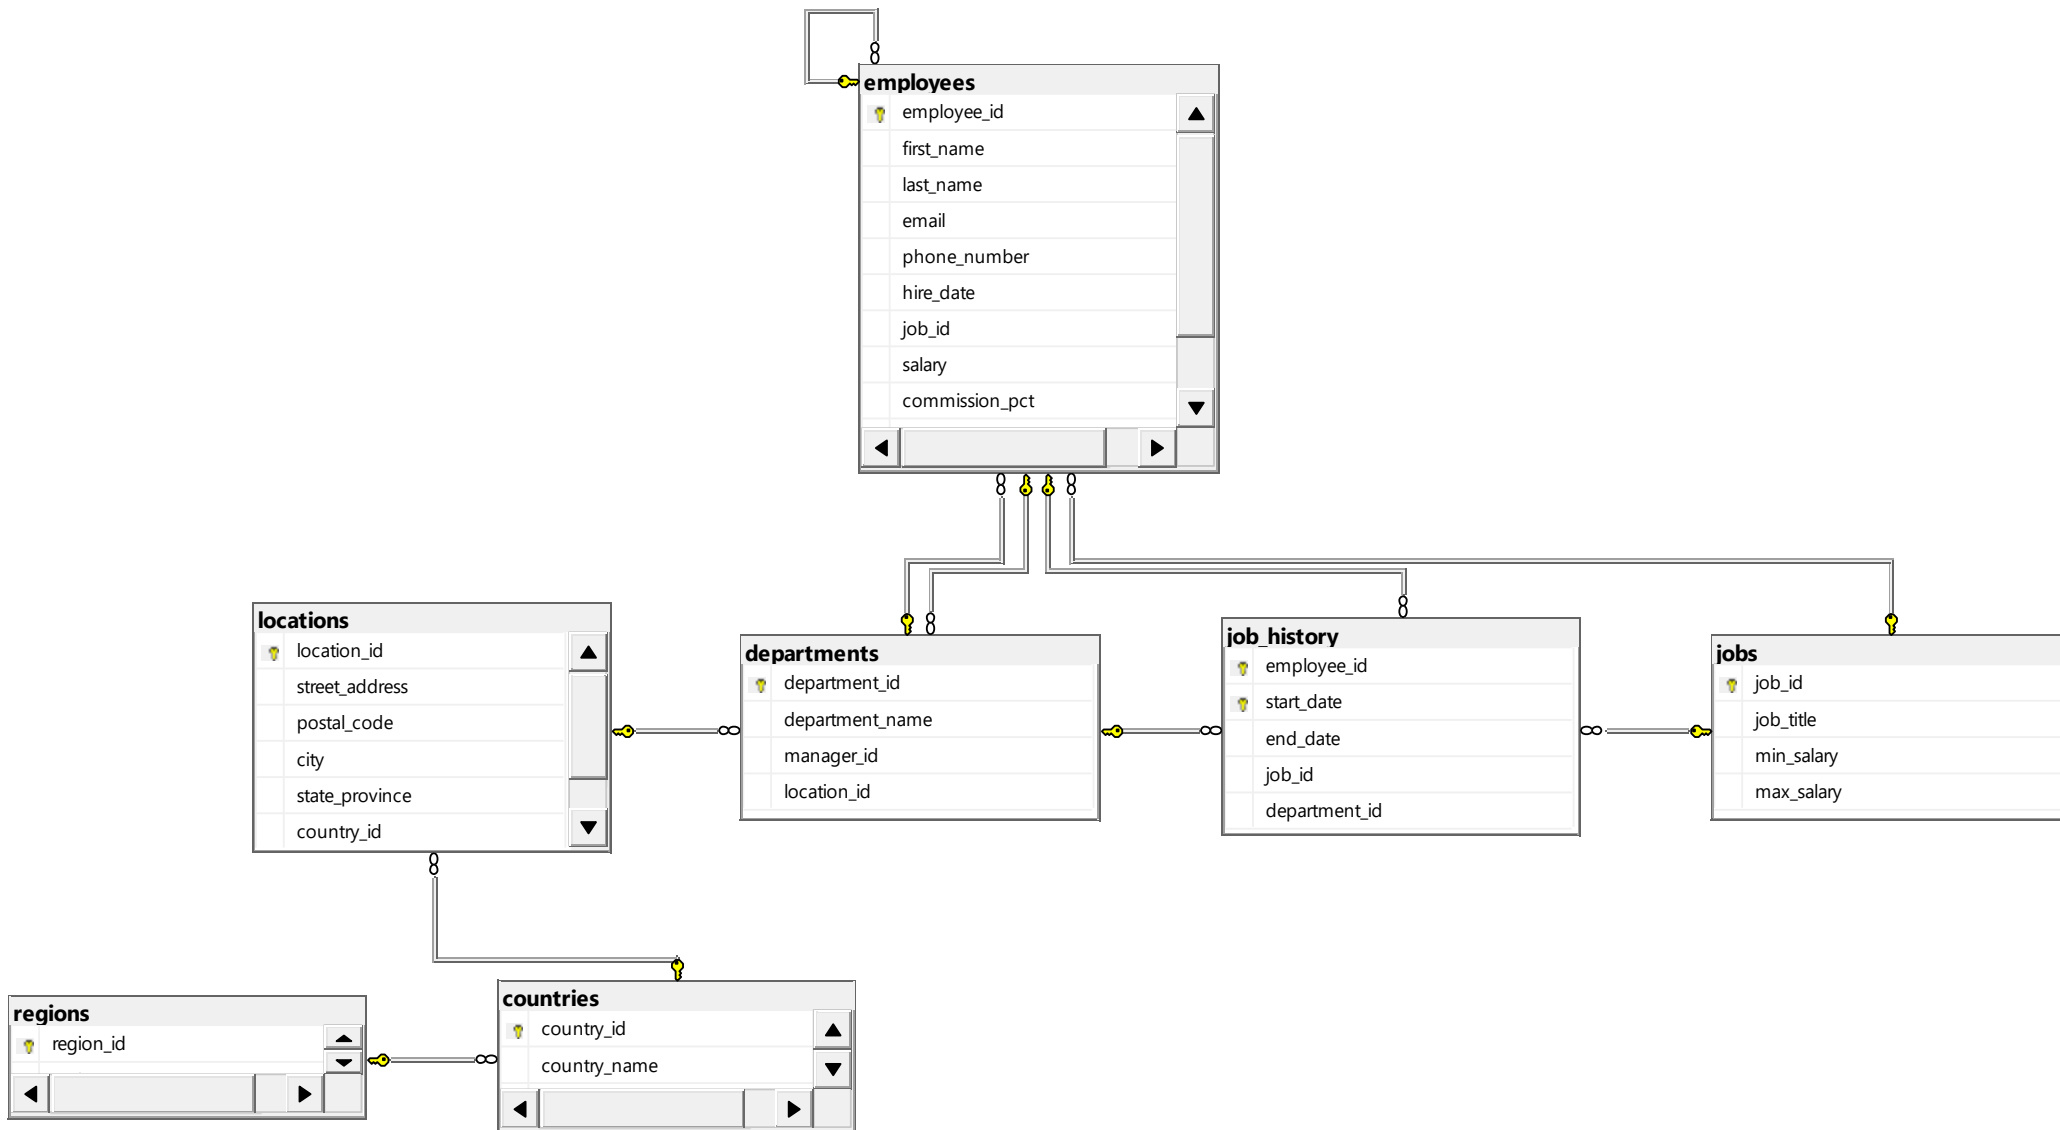 employees
employee_id
first_name
last_name
email
phone_number
hire_date
job_id
salary
commission_pct
locations
location_id
street_address
postal_code
city
state_province
country_id
departments
department_id
department_name
manager_id
location_id
job_history
employee_id
start_date
end_date
job_id
department_id
jobs
job_id
job_title
min_salary
max_salary
regions
region_id
countries
country_id
country_name